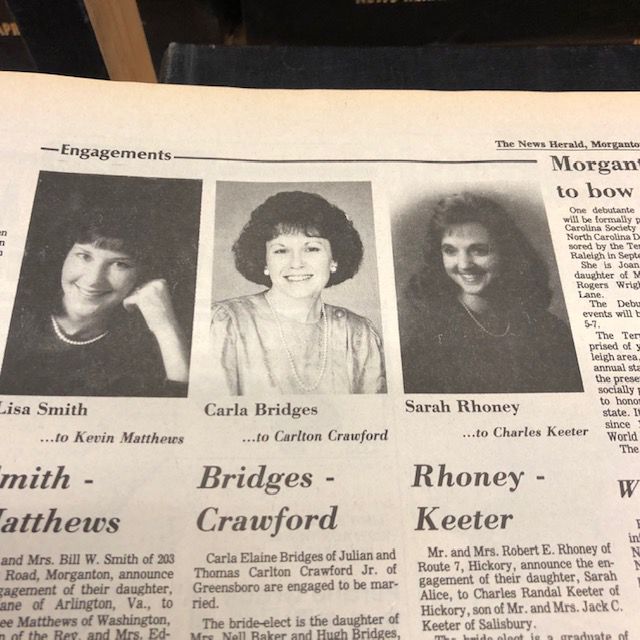 Engagements
The News Herald, Morganto
Lisa Smith
...to Kevin Matthews
Carla Bridges
...to Carlton Crawford
Sarah Rhoney
...to Charles Keeter
mith -
atthews
and Mrs. Bill W. Smith of 203
Road, Morganton, announce
gagement of their daughter,
ane of Arlington, Va., to
ee Matthews of Washington,
n of the Rev. and Mrs. Ed-
Bridges -
Crawford
Carla Elaine Bridges of Julian and
Thomas Carlton Crawford Jr. of
Greensboro are engaged to be mar-
ried.
The bride-elect is the daughter of
Mrs. Nell Baker and Hugh Bridges,
Rhoney -
Keeter
Mr. and Mrs. Robert E. Rhoney of
Route 7, Hickory, announce the en-
gagement of their daughter, Sarah
Alice, to Charles Randal Keeter of
Hickory, son of Mr. and Mrs. Jack C.
Keeter of Salisbury.
The bride-elect is a graduate of
Morgant
to bow
One debutante
will be formally p
Carolina Society
North Carolina D
sored by the Ter
Raleigh in Septe
She is Joan
daughter of M
Rogers Wrigh
Lane.
The Debu
events will b
5-7.
The Ter
prised of y
leigh area.
annual sta
the prese
socially p
to hono
state. It
since
World
The
W